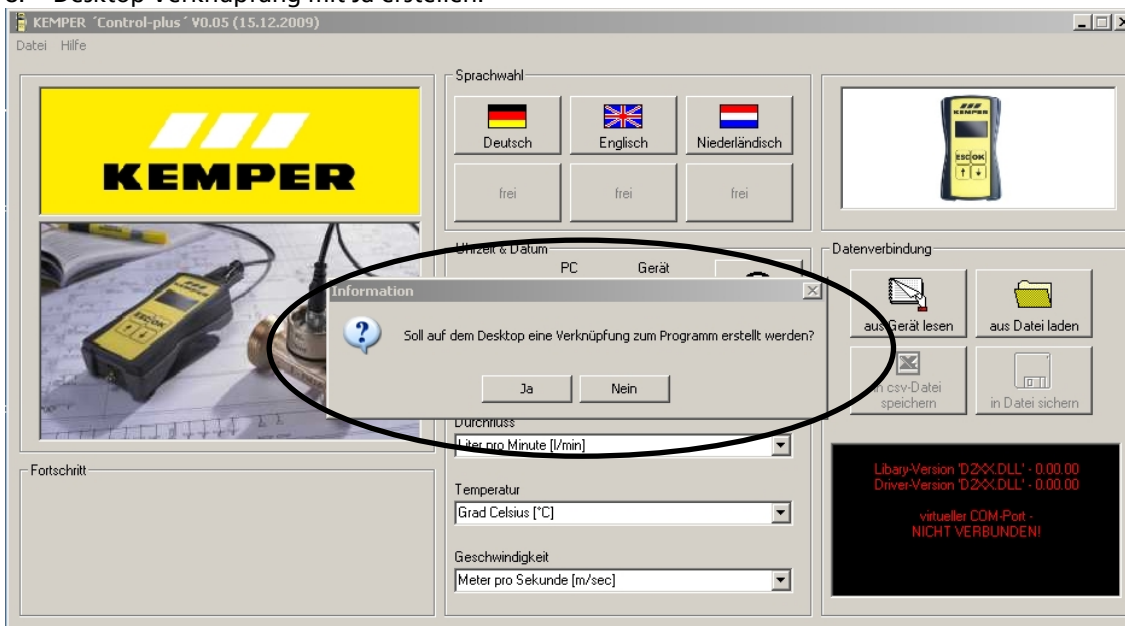 Desktop Verknüpfung mit Ja erstellen.
KEMPER ´Control-plus´ V0.05 (15.12.2009)
Datei Hilfe
Sprachwahl
Deutsch
Englisch
Niederländisch
frei
frei
frei
KEMPER
KEMPER
ESC OK
Uhrzeit & Datum
PC Gerät
Information
Soll auf dem Desktop eine Verknüpfung zum Programm erstellt werden?
Ja
Nein
Durchfluss
Liter pro Minute [l/min]
Temperatur
Grad Celsius [°C]
Geschwindigkeit
Meter pro Sekunde [m/sec]
Fortschritt
Datenverbindung
aus Gerät lesen
aus Datei laden
in csv-Datei
speichern
in Datei sichern
Libary-Version 'D2XX.DLL' - 0.00.00
Driver-Version 'D2XX.DLL' - 0.00.00
virtueller COM-Port -
NICHT VERBUNDEN!